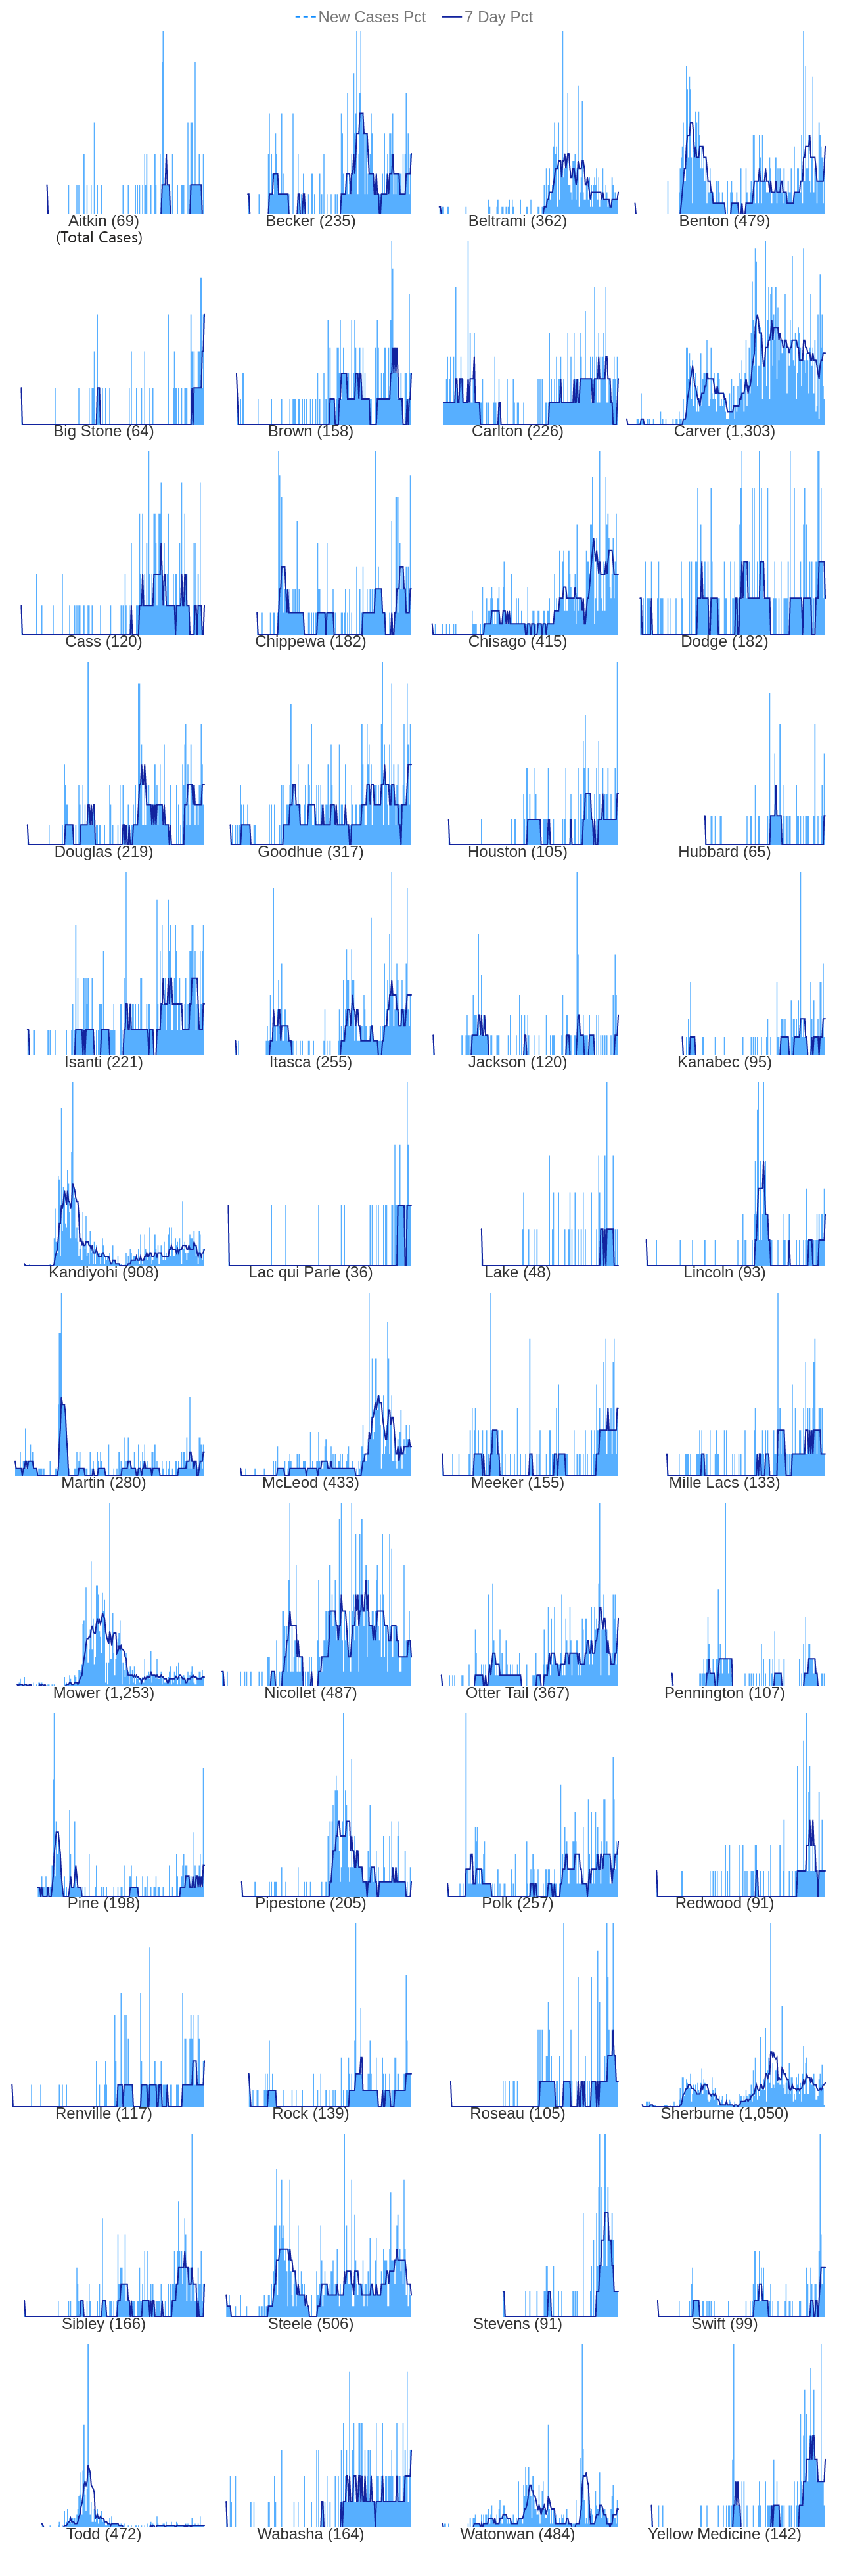 New Cases Pct 7 Day Pct
Aitkin (69) Becker (235) Beltrami (362) Benton (479)
(Total Cases)
Big Stone (64) Brown (158) Carlton (226) Carver (1,303)
Cass (120) Chippewa (182) Chisago (415) Dodge (182)
Douglas (219) Goodhue (317) Houston (105) Hubbard (65)
Isanti (221) Itasca (255) Jackson (120) Kanabec (95)
Kandiyohi (908) Lac qui Parle (36) Lake (48) Lincoln (93)
Martin (280) McLeod (433) Meeker (155) Mille Lacs (133)
Mower (1,253) Nicollet (487) Otter Tail (367) Pennington (107)
Pine (198) Pipestone (205) Polk (257) Redwood (91)
Renville (117) Rock (139) Roseau (105) Sherburne (1,050)
Sibley (166) Steele (506) Stevens (91) Swift (99)
Todd (472) Wabasha (164) Watonwan (484) Yellow Medicine (142)